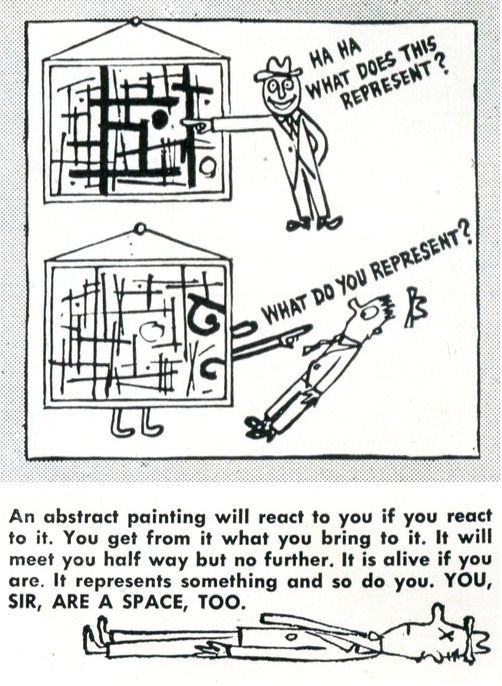 HA HA
WHAT DOES THIS
REPRESENT?
WHAT DO YOU REPRESENT?
An abstract painting will react to you if you react
to it. You get from it what you bring to it. It will
meet you half way but no further. It is alive if you
are. It represents something and so do you. YOU,
SIR, ARE A SPACE, TOO.